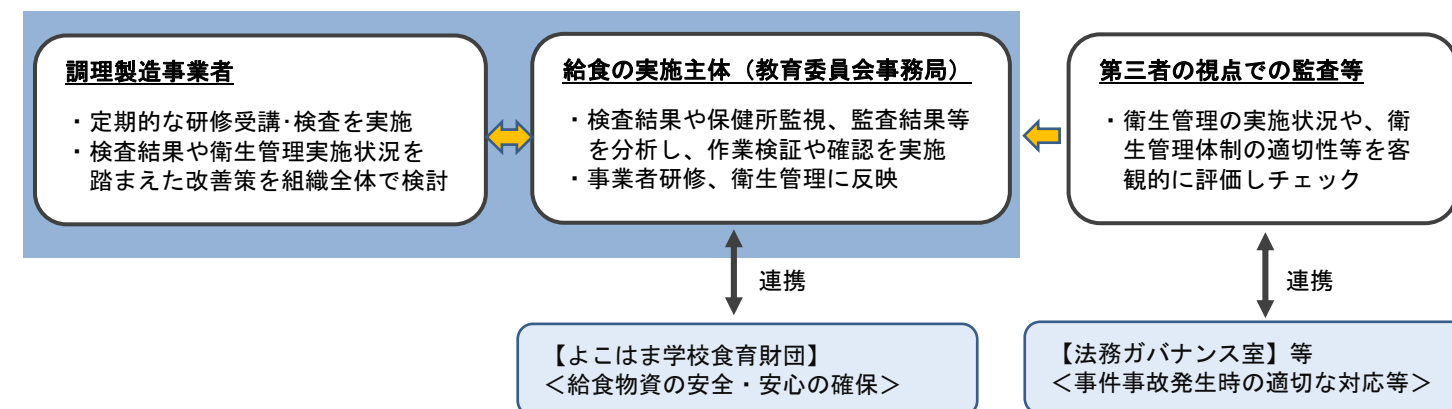 調理製造事業者
・定期的な研修受講･検査を実施
・検査結果や衛生管理実施状況を
踏まえた改善策を組織全体で検討
給食の実施主体（教育委員会事務局）
・検査結果や保健所監視、監査結果等
を分析し、作業検証や確認を実施
・事業者研修、衛生管理に反映
第三者の視点での監査等
・衛生管理の実施状況や、衛
生管理体制の適切性等を客
観的に評価しチェック
連携
連携
【よこはま学校食育財団】
＜給食物資の安全・安心の確保＞
【法務ガバナンス室】等
＜事件事故発生時の適切な対応等＞